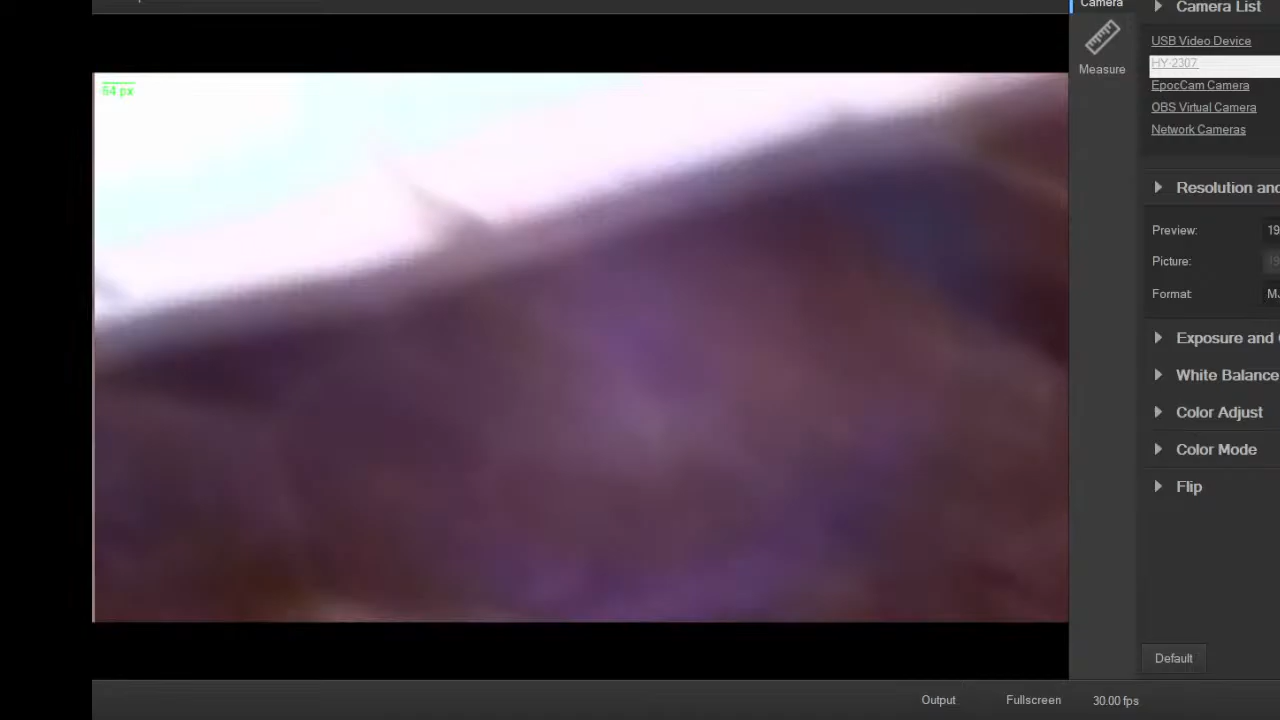 Camera
Camera List
Measure
64 px
USB Video Device
HY-2307
EpocCam Camera
OBS Virtual Camera
Network Cameras
Resolution and
Preview:
19
Picture:
Format:
MJ
Exposure and
White Balance
Color Adjust
Color Mode
Flip
Default
Output
Fullscreen
30.00 fps